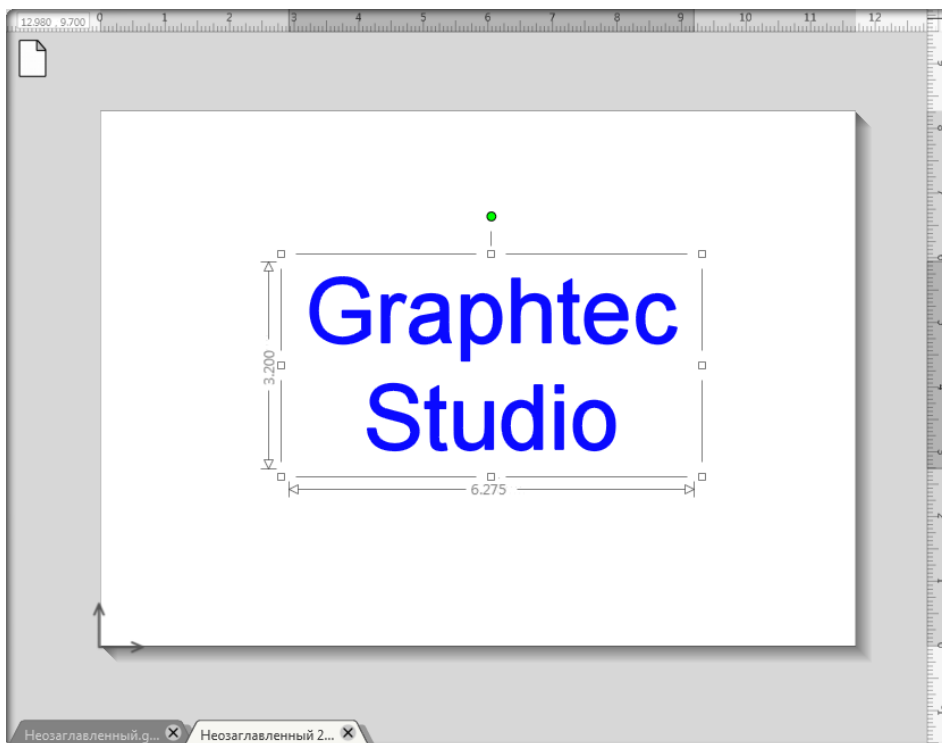 12.980 , 9.700
0 1 2 3 4 5 6 7 8 9 10 11 12
Graphtec
Studio
3.200
6.275
Неозаглавленный.g...
Неозаглавленный 2...